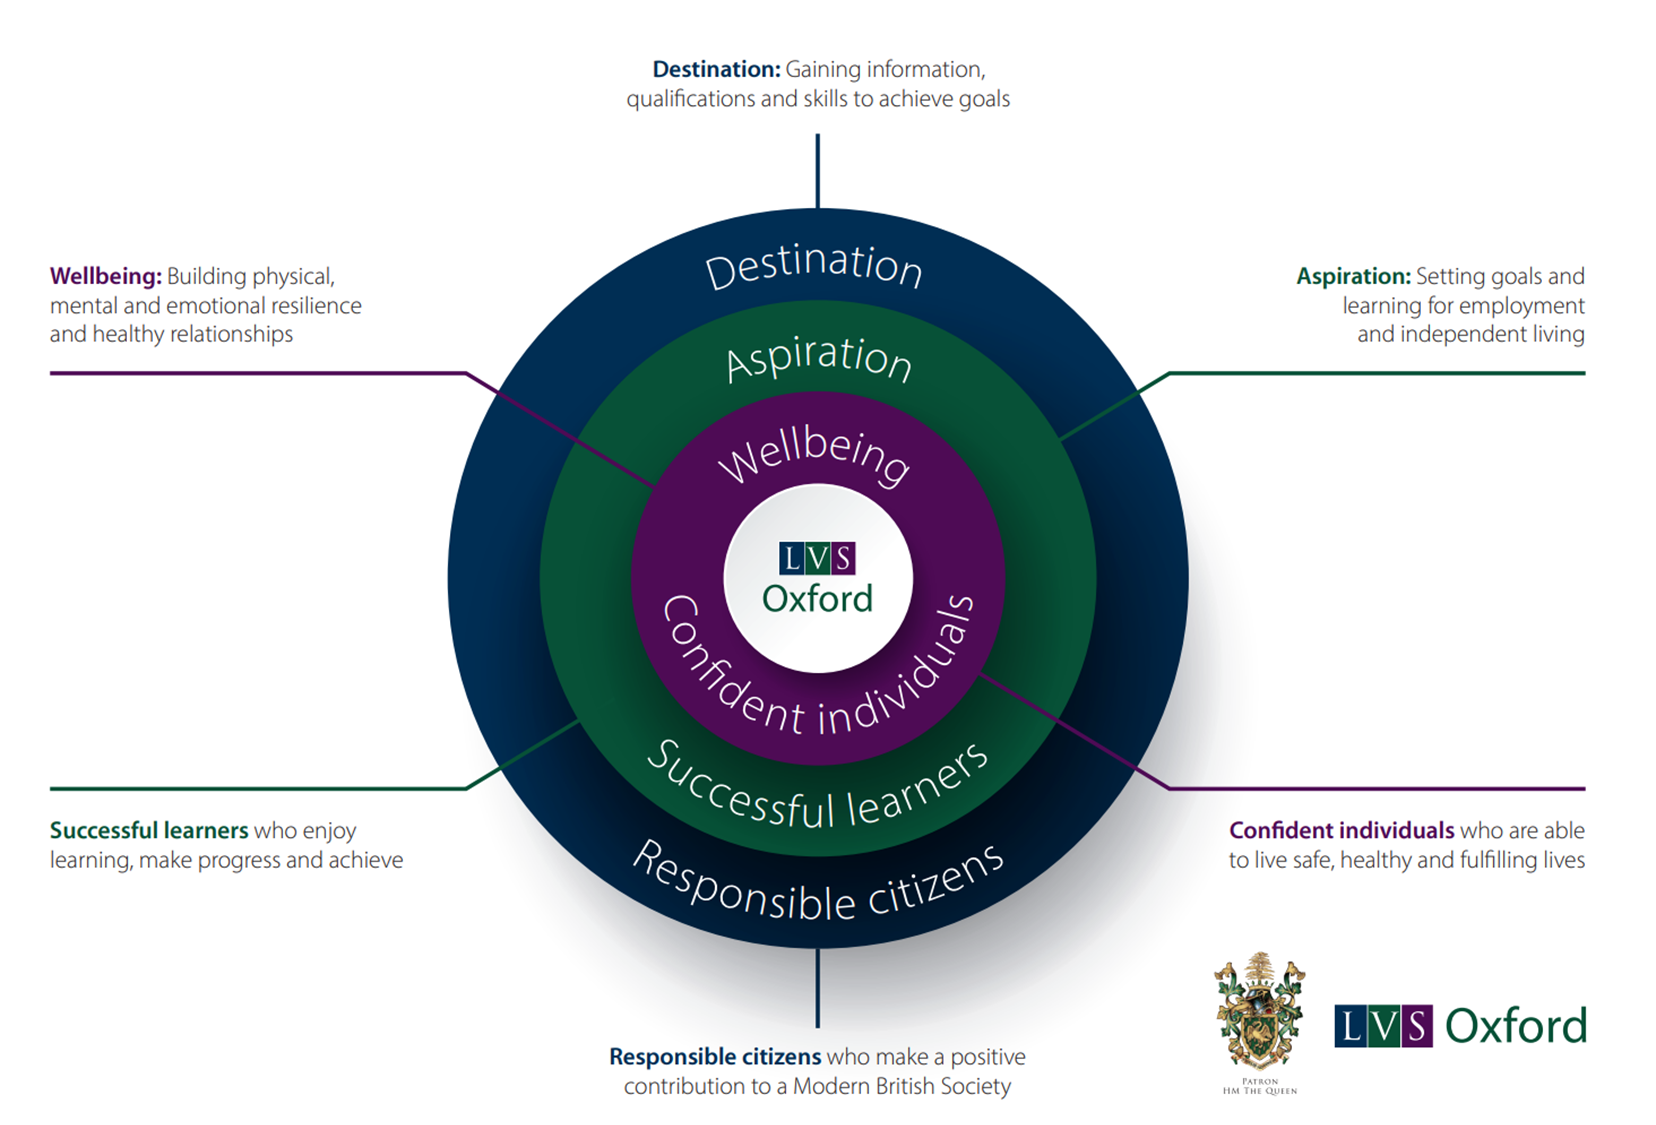 Destination: Gaining information,
qualifications and skills to achieve goals
Wellbeing: Building physical,
mental and emotional resilience
and healthy relationships
Aspiration: Setting goals and
learning for employment
and independent living
Destination
Aspiration
Wellbeing
LVS
Oxford
Confident individuals
Successful learners
Responsible citizens
Successful learners who enjoy
learning, make progress and achieve
Confident individuals who are able
to live safe, healthy and fulfilling lives
Responsible citizens who make a positive
contribution to a Modern British Society
PATRON
HM THE QUEEN
LVS Oxford